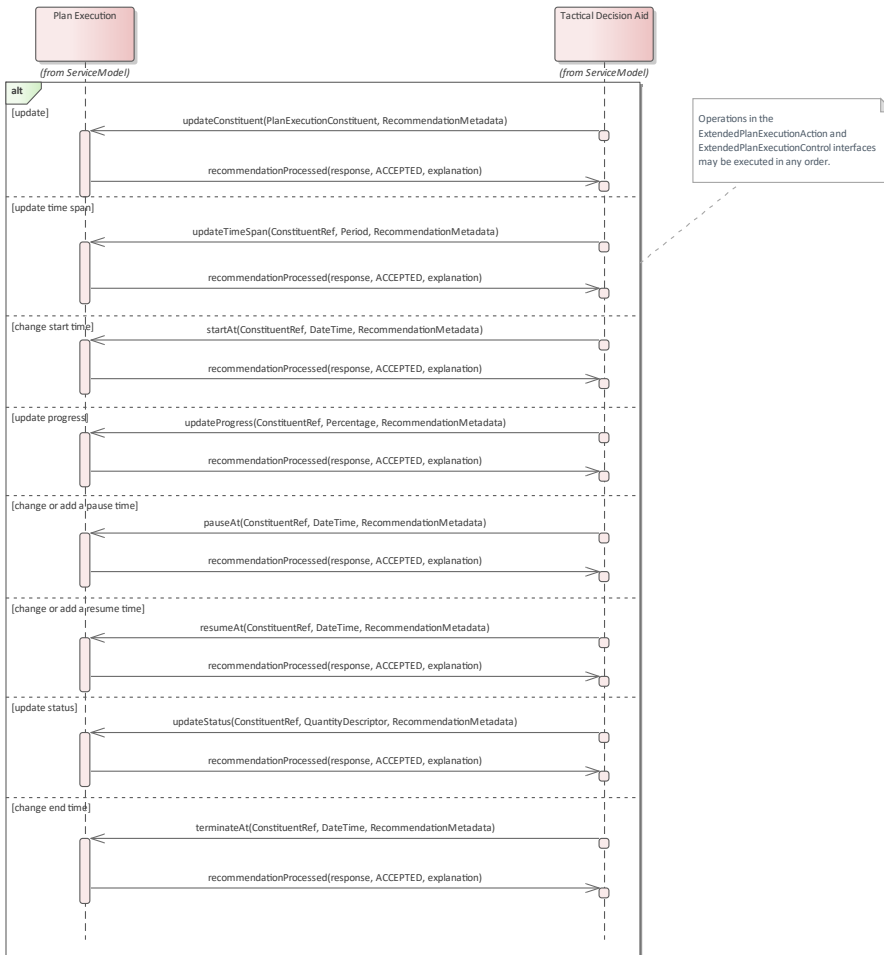 Plan Execution
Tactical Decision Aid
(from ServiceModel)
(from ServiceModel)
alt
[update]
updateConstituent(PlanExecutionConstituent, RecommendationMetadata)
Operations in the
ExtendedPlanExecutionAction and
ExtendedPlanExecutionControl interfaces
may be executed in any order.
recommendationProcessed(response, ACCEPTED, explanation)
[update time span]
updateTimeSpan(ConstituentRef, Period, RecommendationMetadata)
recommendationProcessed(response, ACCEPTED, explanation)
[change start time]
startAt(ConstituentRef, DateTime, RecommendationMetadata)
recommendationProcessed(response, ACCEPTED, explanation)
[update progress]
updateProgress(ConstituentRef, Percentage, RecommendationMetadata)
recommendationProcessed(response, ACCEPTED, explanation)
[change or add a pause time]
pauseAt(ConstituentRef, DateTime, RecommendationMetadata)
recommendationProcessed(response, ACCEPTED, explanation)
[change or add a resume time]
resumeAt(ConstituentRef, DateTime, RecommendationMetadata)
recommendationProcessed(response, ACCEPTED, explanation)
[update status]
updateStatus(ConstituentRef, QuantityDescriptor, RecommendationMetadata)
recommendationProcessed(response, ACCEPTED, explanation)
[change end time]
terminateAt(ConstituentRef, DateTime, RecommendationMetadata)
recommendationProcessed(response, ACCEPTED, explanation)